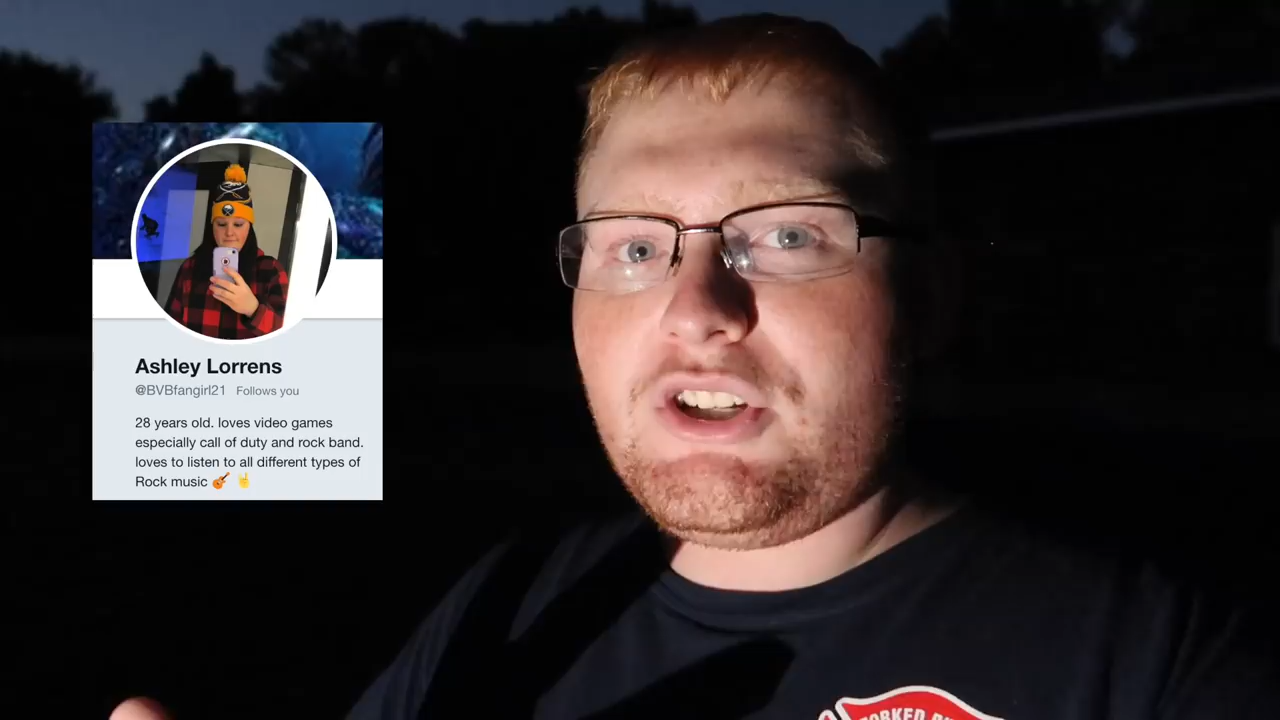 Ashley Lorrens
@BVBfangirl21 Follows you
28 years old. loves video games
especially call of duty and rock band.
loves to listen to all different types of
Rock music 🎸 🤘